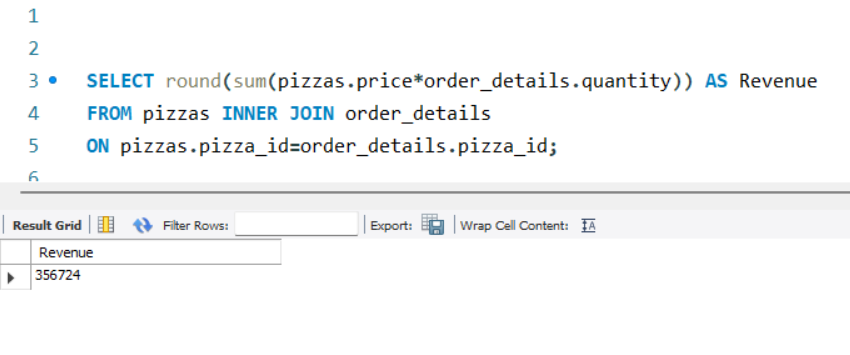 1
2
3 SELECT round(sum(pizzas.price*order_details.quantity)) AS Revenue
4 FROM pizzas INNER JOIN order_details
5 ON pizzas.pizza_id=order_details.pizza_id;
6
Result Grid Filter Rows: Export: Wrap Cell Content:
Revenue
356724